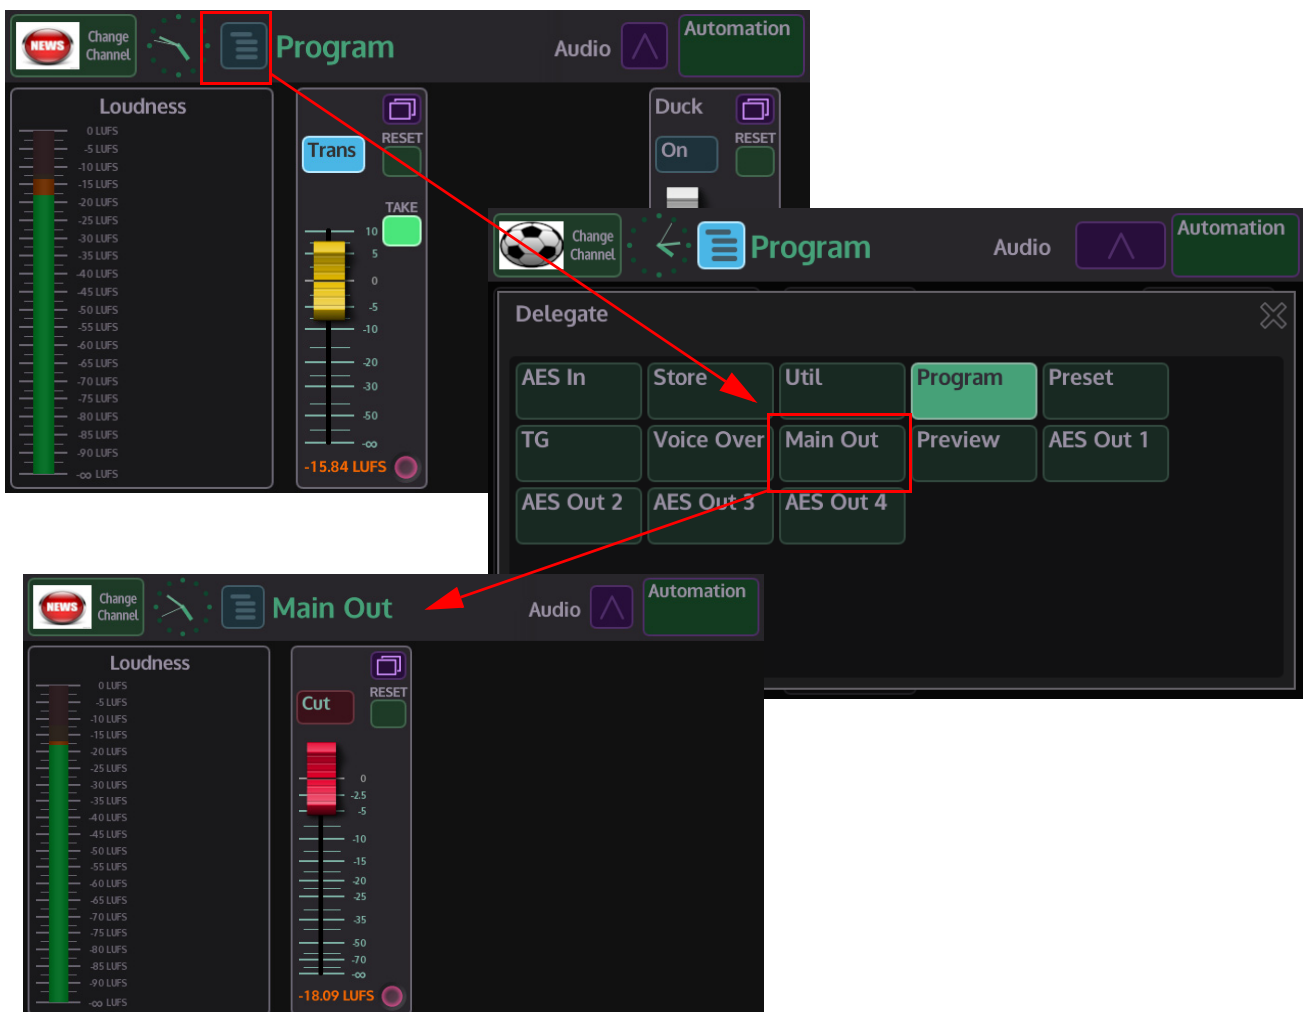 NEWS
Change
Channel
Program
Audio
Automation
Loudness
0 LUFS
-5 LUFS
-10 LUFS
-15 LUFS
-20 LUFS
-25 LUFS
-30 LUFS
-35 LUFS
-40 LUFS
-45 LUFS
-50 LUFS
-55 LUFS
-60 LUFS
-65 LUFS
-70 LUFS
-75 LUFS
-80 LUFS
-85 LUFS
-90 LUFS
-∞ LUFS
RESET
Trans
TAKE
10
5
0
-5
-10
-20
-30
-50
-∞
-15.84 LUFS
Duck
RESET
On
Change
Channel
Program
Audio
Automation
Delegate
AES In
Store
Util
Program
Preset
TG
Voice Over
Main Out
Preview
AES Out 1
AES Out 2
AES Out 3
AES Out 4
NEWS
Change
Channel
Main Out
Audio
Automation
Loudness
0 LUFS
-5 LUFS
-10 LUFS
-15 LUFS
-20 LUFS
-25 LUFS
-30 LUFS
-35 LUFS
-40 LUFS
-45 LUFS
-50 LUFS
-55 LUFS
-60 LUFS
-65 LUFS
-70 LUFS
-75 LUFS
-80 LUFS
-85 LUFS
-90 LUFS
-∞ LUFS
RESET
Cut
0
-2.5
-5
-10
-15
-20
-25
-35
-50
-70
-∞
-18.09 LUFS